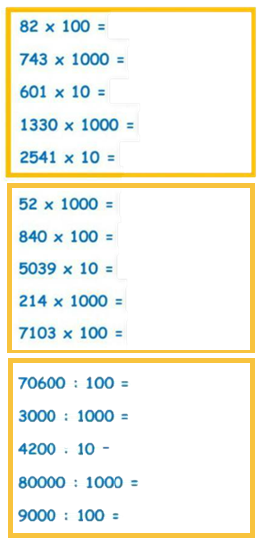 82 x 100 =
743 x 1000 =
601 x 10 =
1330 x 1000 =
2541 x 10 =
52 x 1000 =
840 x 100 =
5039 x 10 =
214 x 1000 =
7103 x 100 =
70600 : 100 =
3000 : 1000 =
4200 : 10 =
80000 : 1000 =
9000 : 100 =